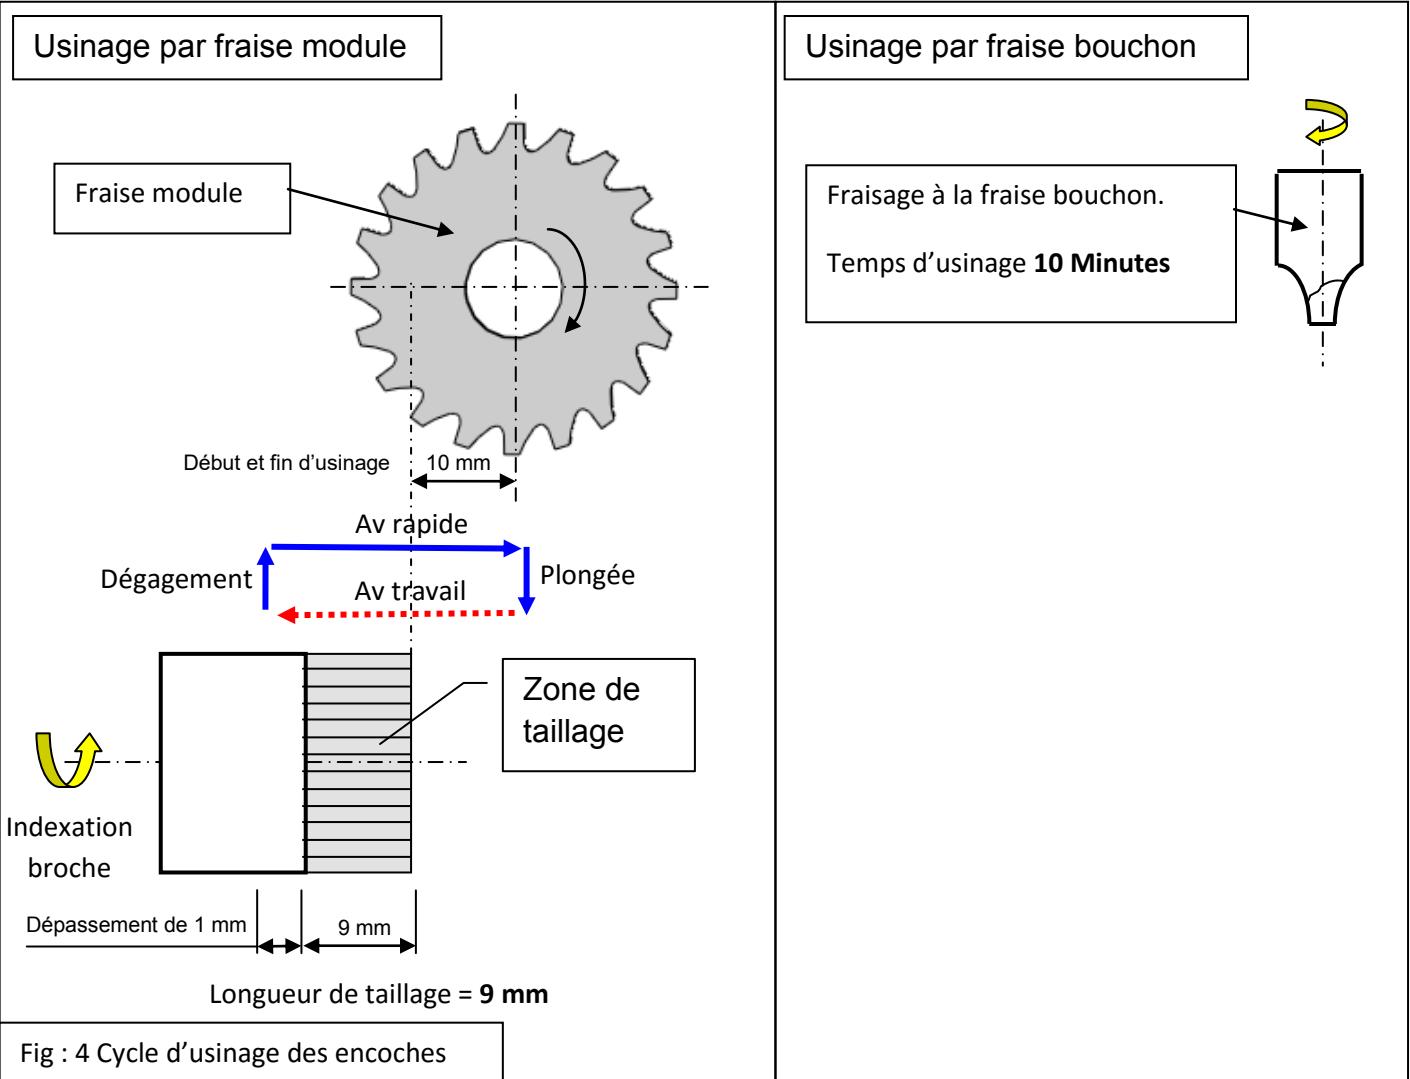 Usinage par fraise module
Fraise module
Début et fin d’usinage
10 mm
Av rapide
Dégagement
Plongée
Av travail
Zone de
taillage
Indexation
broche
Dépassement de 1 mm
9 mm
Longueur de taillage = 9 mm
Fig : 4 Cycle d’usinage des encoches
Usinage par fraise bouchon
Fraisage à la fraise bouchon.
Temps d’usinage 10 Minutes